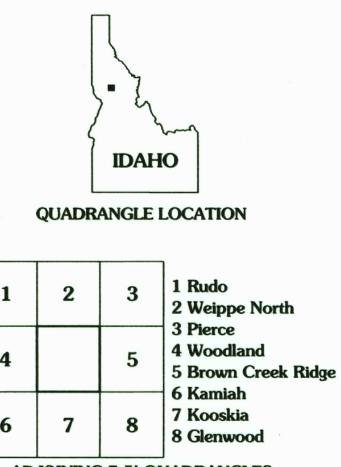 IDAHO
QUADRANGLE LOCATION
1 2 3
4 5
6 7 8
1 Rudo
2 Weippe North
3 Pierce
4 Woodland
5 Brown Creek Ridge
6 Kamiah
7 Kooskia
8 Glenwood